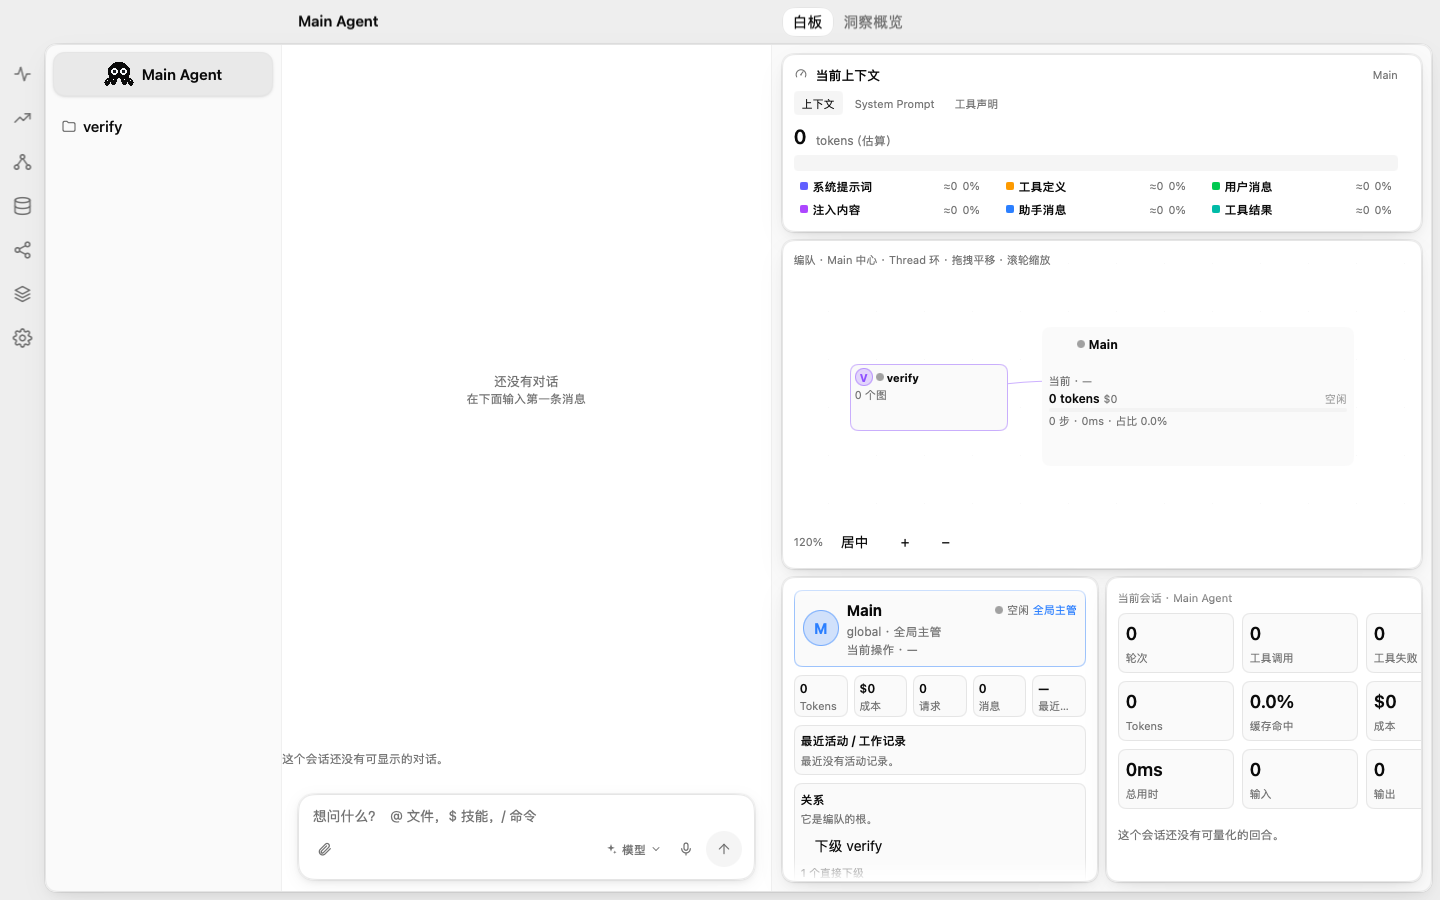 Main Agent
白板
洞察概览
Main Agent
verify
还没有对话
在下面输入第一条消息
这个会话还没有可显示的对话。
想问什么? @ 文件, $ 技能, / 命令
模型
当前上下文
Main
上下文
System Prompt
工具声明
0 tokens (估算)
系统提示词 ≈0 0%
工具定义 ≈0 0%
用户消息 ≈0 0%
注入内容 ≈0 0%
助手消息 ≈0 0%
工具结果 ≈0 0%
编队 · Main 中心 · Thread 环 · 拖拽平移 · 滚轮缩放
V verify
0 个图
Main
当前 · —
0 tokens $0 空闲
0 步 · 0ms · 占比 0.0%
120% 居中 + −
M
Main
空闲 全局主管
global · 全局主管
当前操作 · —
0
Tokens
$0
成本
0
请求
0
消息
—
最近...
最近活动 / 工作记录
最近没有活动记录。
关系
它是编队的根。
下级 verify
1 个直接下级
当前会话 · Main Agent
0
轮次
0
工具调用
0
工具失败
0
Tokens
0.0%
缓存命中
$0
成本
0ms
总用时
0
输入
0
输出
这个会话还没有可量化的回合。